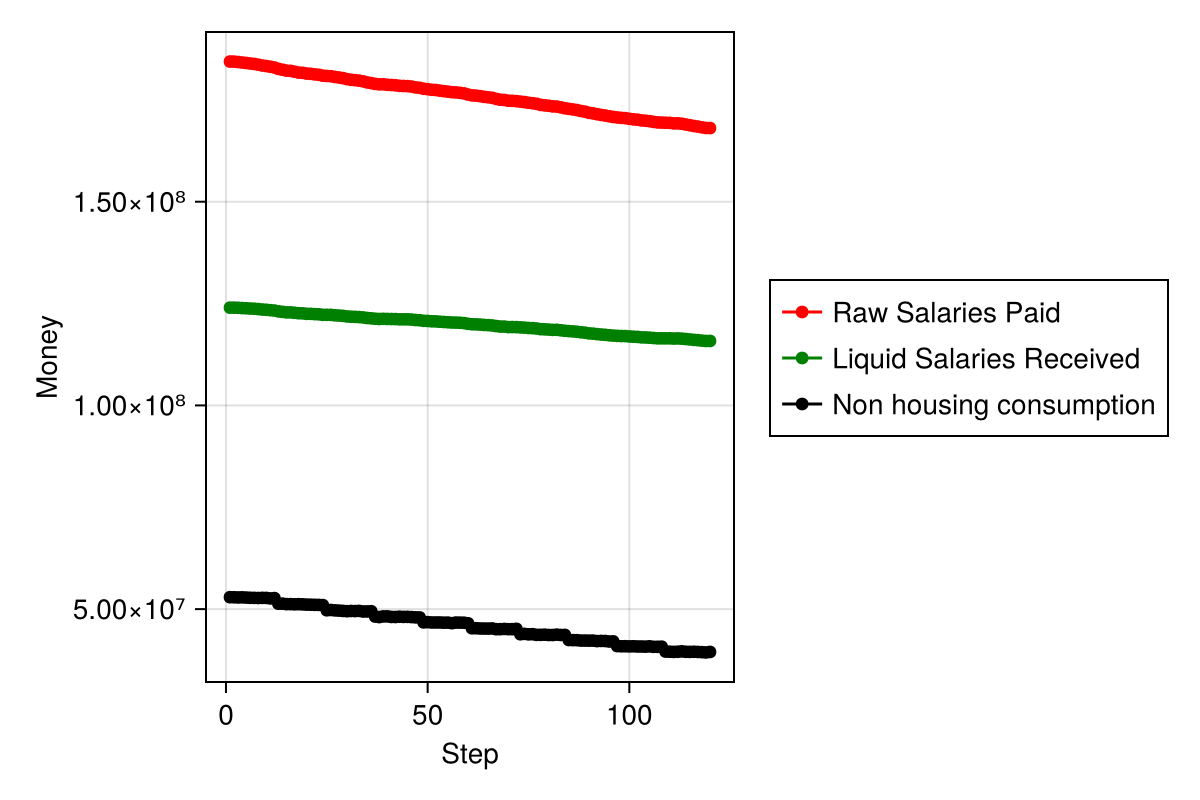 Money
1.50×10⁸
1.00×10⁸
5.00×10⁷
0 50 100
Step
Raw Salaries Paid
Liquid Salaries Received
Non housing consumption